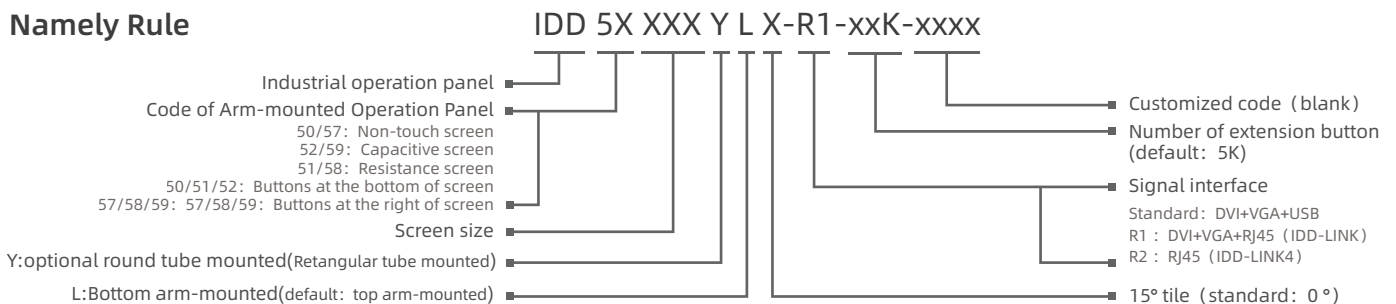 Namely Rule
IDD 5X XXX Y L X-R1-xxK-xxxx
Industrial operation panel
Code of Arm-mounted Operation Panel
50/57: Non-touch screen
52/59: Capacitive screen
51/58: Resistance screen
50/51/52: Buttons at the bottom of screen
57/58/59: 57/58/59: Buttons at the right of screen
Screen size
Y:optional round tube mounted(Retangular tube mounted)
L:Bottom arm-mounted(default: top arm-mounted)
Customized code (blank)
Number of extension button
(default: 5K)
Signal interface
Standard: DVI+VGA+USB
R1 : DVI+VGA+RJ45 (IDD-LINK)
R2 : RJ45 (IDD-LINK4)
15° tile (standard: 0°)